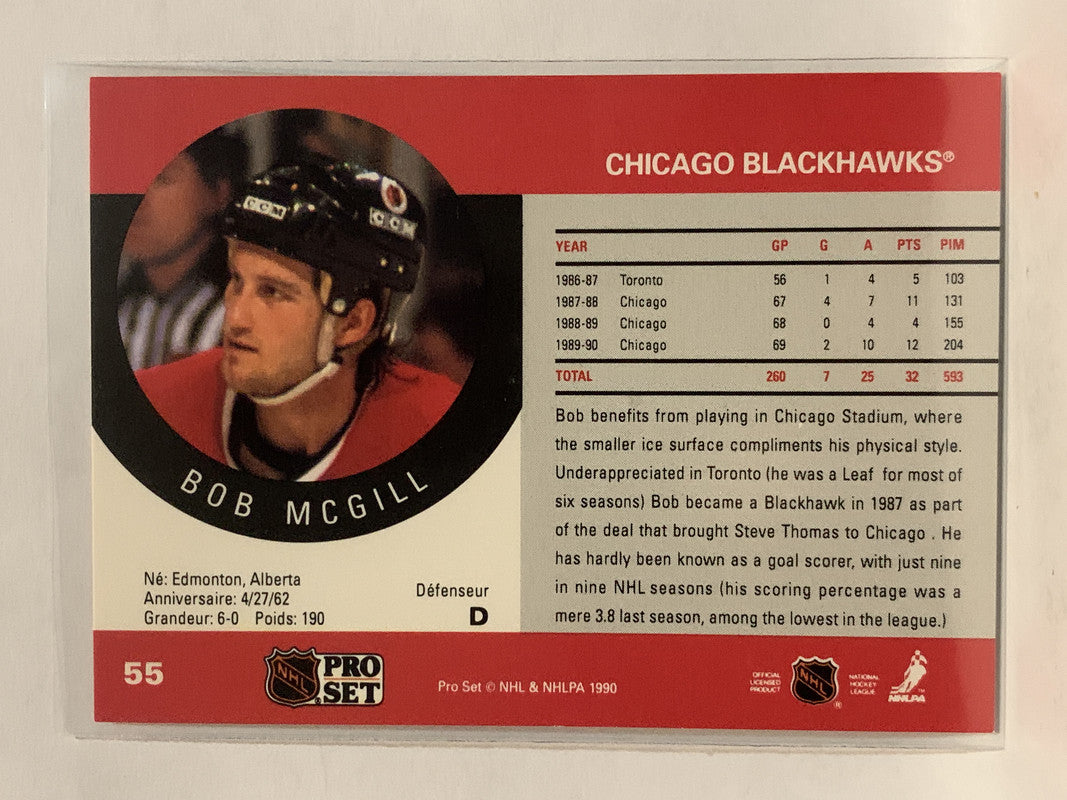 CHICAGO BLACKHAWKS®
CCM
CCM
BOB MCGILL
YEAR GP G A PTS PIM
1986-87 Toronto 56 1 4 5 103
1987-88 Chicago 67 4 7 11 131
1988-89 Chicago 68 0 4 4 155
1989-90 Chicago 69 2 10 12 204
TOTAL 260 7 25 32 593
Bob benefits from playing in Chicago Stadium, where
the smaller ice surface compliments his physical style.
Underappreciated in Toronto (he was a Leaf for most of
six seasons) Bob became a Blackhawk in 1987 as part
of the deal that brought Steve Thomas to Chicago . He
has hardly been known as a goal scorer, with just nine
in nine NHL seasons (his scoring percentage was a
mere 3.8 last season, among the lowest in the league.)
Né: Edmonton, Alberta
Anniversaire: 4/27/62
Grandeur: 6-0 Poids: 190
Défenseur
D
55
NHL
PRO
SET
Pro Set © NHL & NHLPA 1990
OFFICIAL
LICENSED
PRODUCT
NHL
®
NATIONAL
HOCKEY
LEAGUE
TM
NHLPA